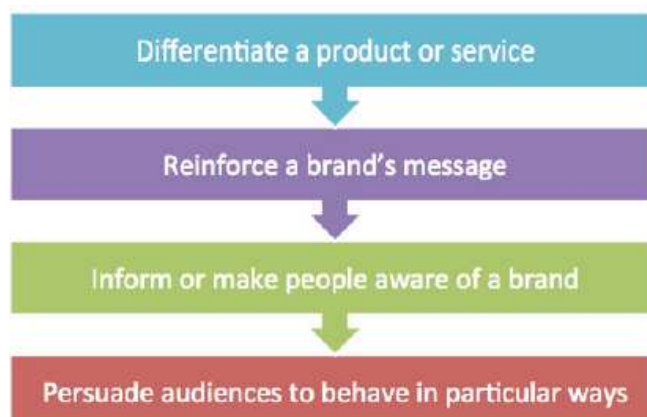 Differentiate a product or service
Reinforce a brand's message
Inform or make people aware of a brand
Persuade audiences to behave in particular ways